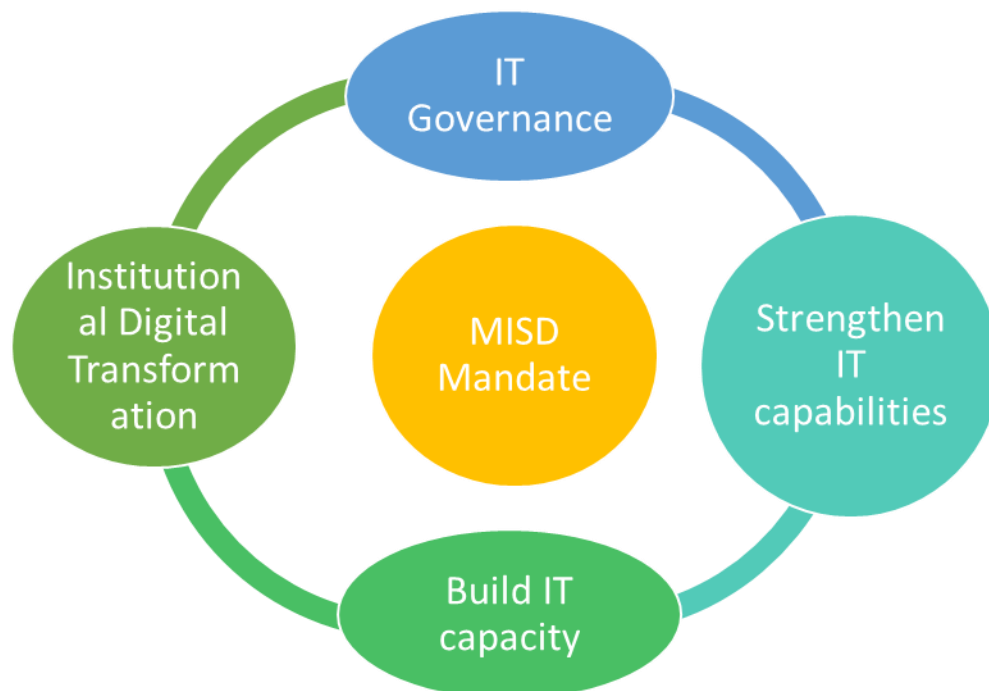 IT
Governance
Institution
al Digital
Transform
ation
MISD
Mandate
Strengthen
IT
capabilities
Build IT
capacity